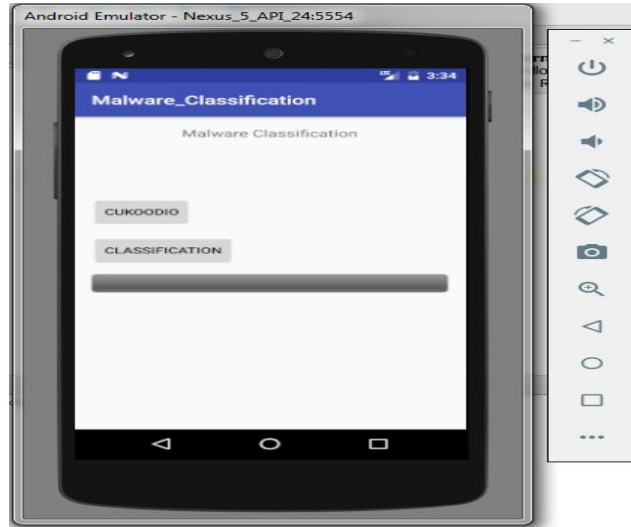 Android Emulator - Nexus_5_API_24:5554
3:34
Malware_Classification
Malware Classification
CUKOODIO
CLASSIFICATION